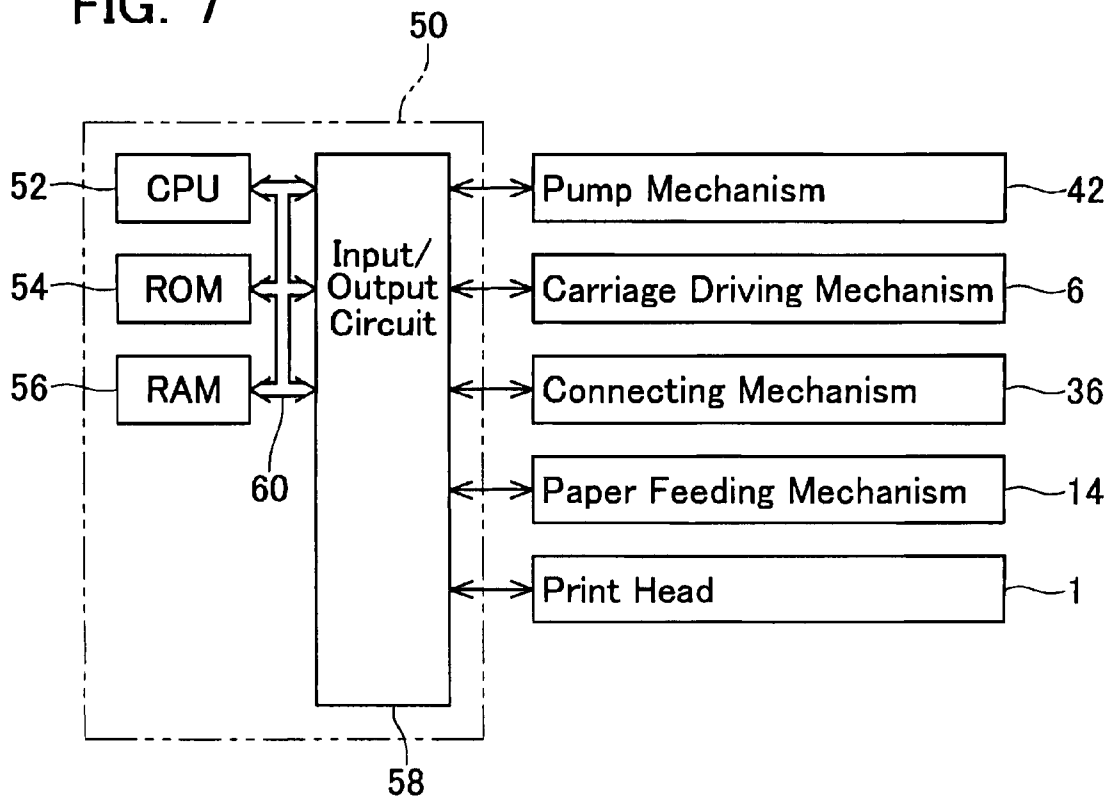 FIG. 7
50
52
CPU
54
ROM
56
RAM
60
Input/
Output
Circuit
58
Pump Mechanism
42
Carriage Driving Mechanism
6
Connecting Mechanism
36
Paper Feeding Mechanism
14
Print Head
1